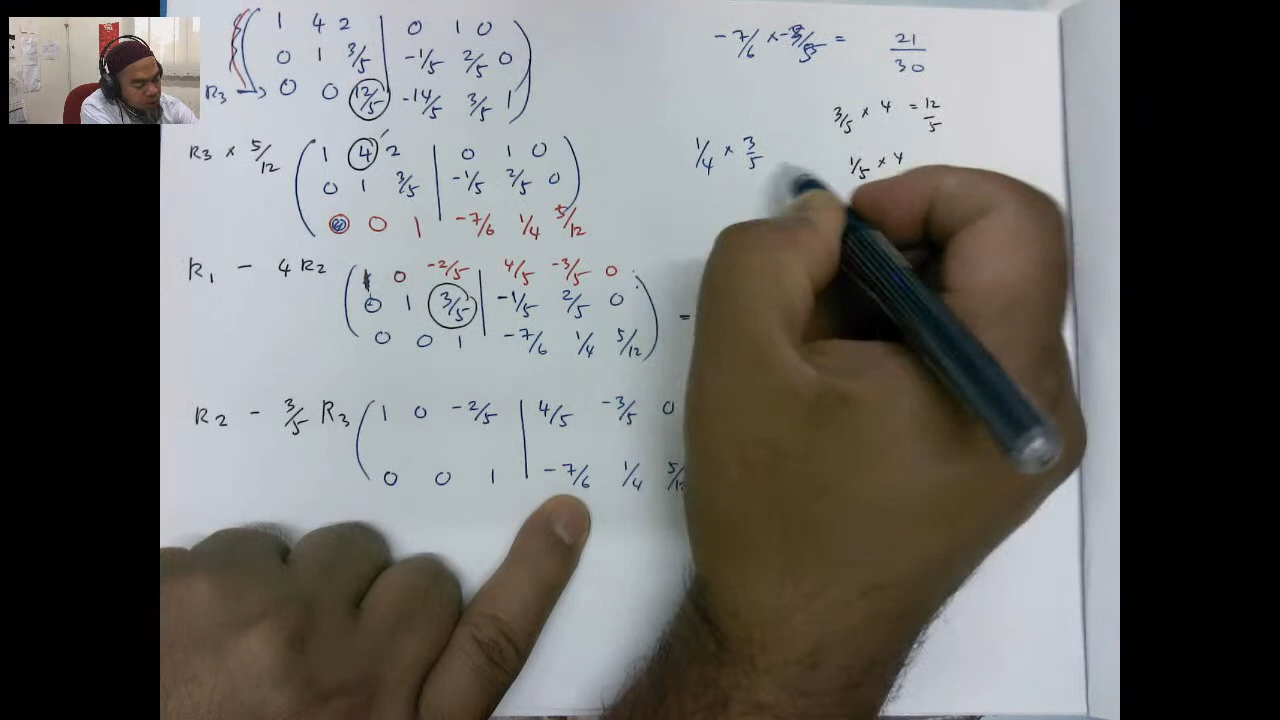 1 4 2 | 0 1 0
0 1 3/5 | -1/5 2/5 0
R3 → 0 0 12/5 | -14/5 3/5 1
R3 × 5/12
1 4 2 | 0 1 0
0 1 3/5 | -1/5 2/5 0
0 0 1 | -7/6 1/4 5/12
R1 - 4R2
1 0 -2/5 | 4/5 -3/5 0
0 1 3/5 | -1/5 2/5 0
0 0 1 | -7/6 1/4 5/12
=
R2 - 3/5 R3
1 0 -2/5 | 4/5 -3/5 0
0 0 1 | -7/6 1/4
-7/6 × = 21/30
3/5 × 4 = 12/5
1/4 × 3/5
1/5 × 4